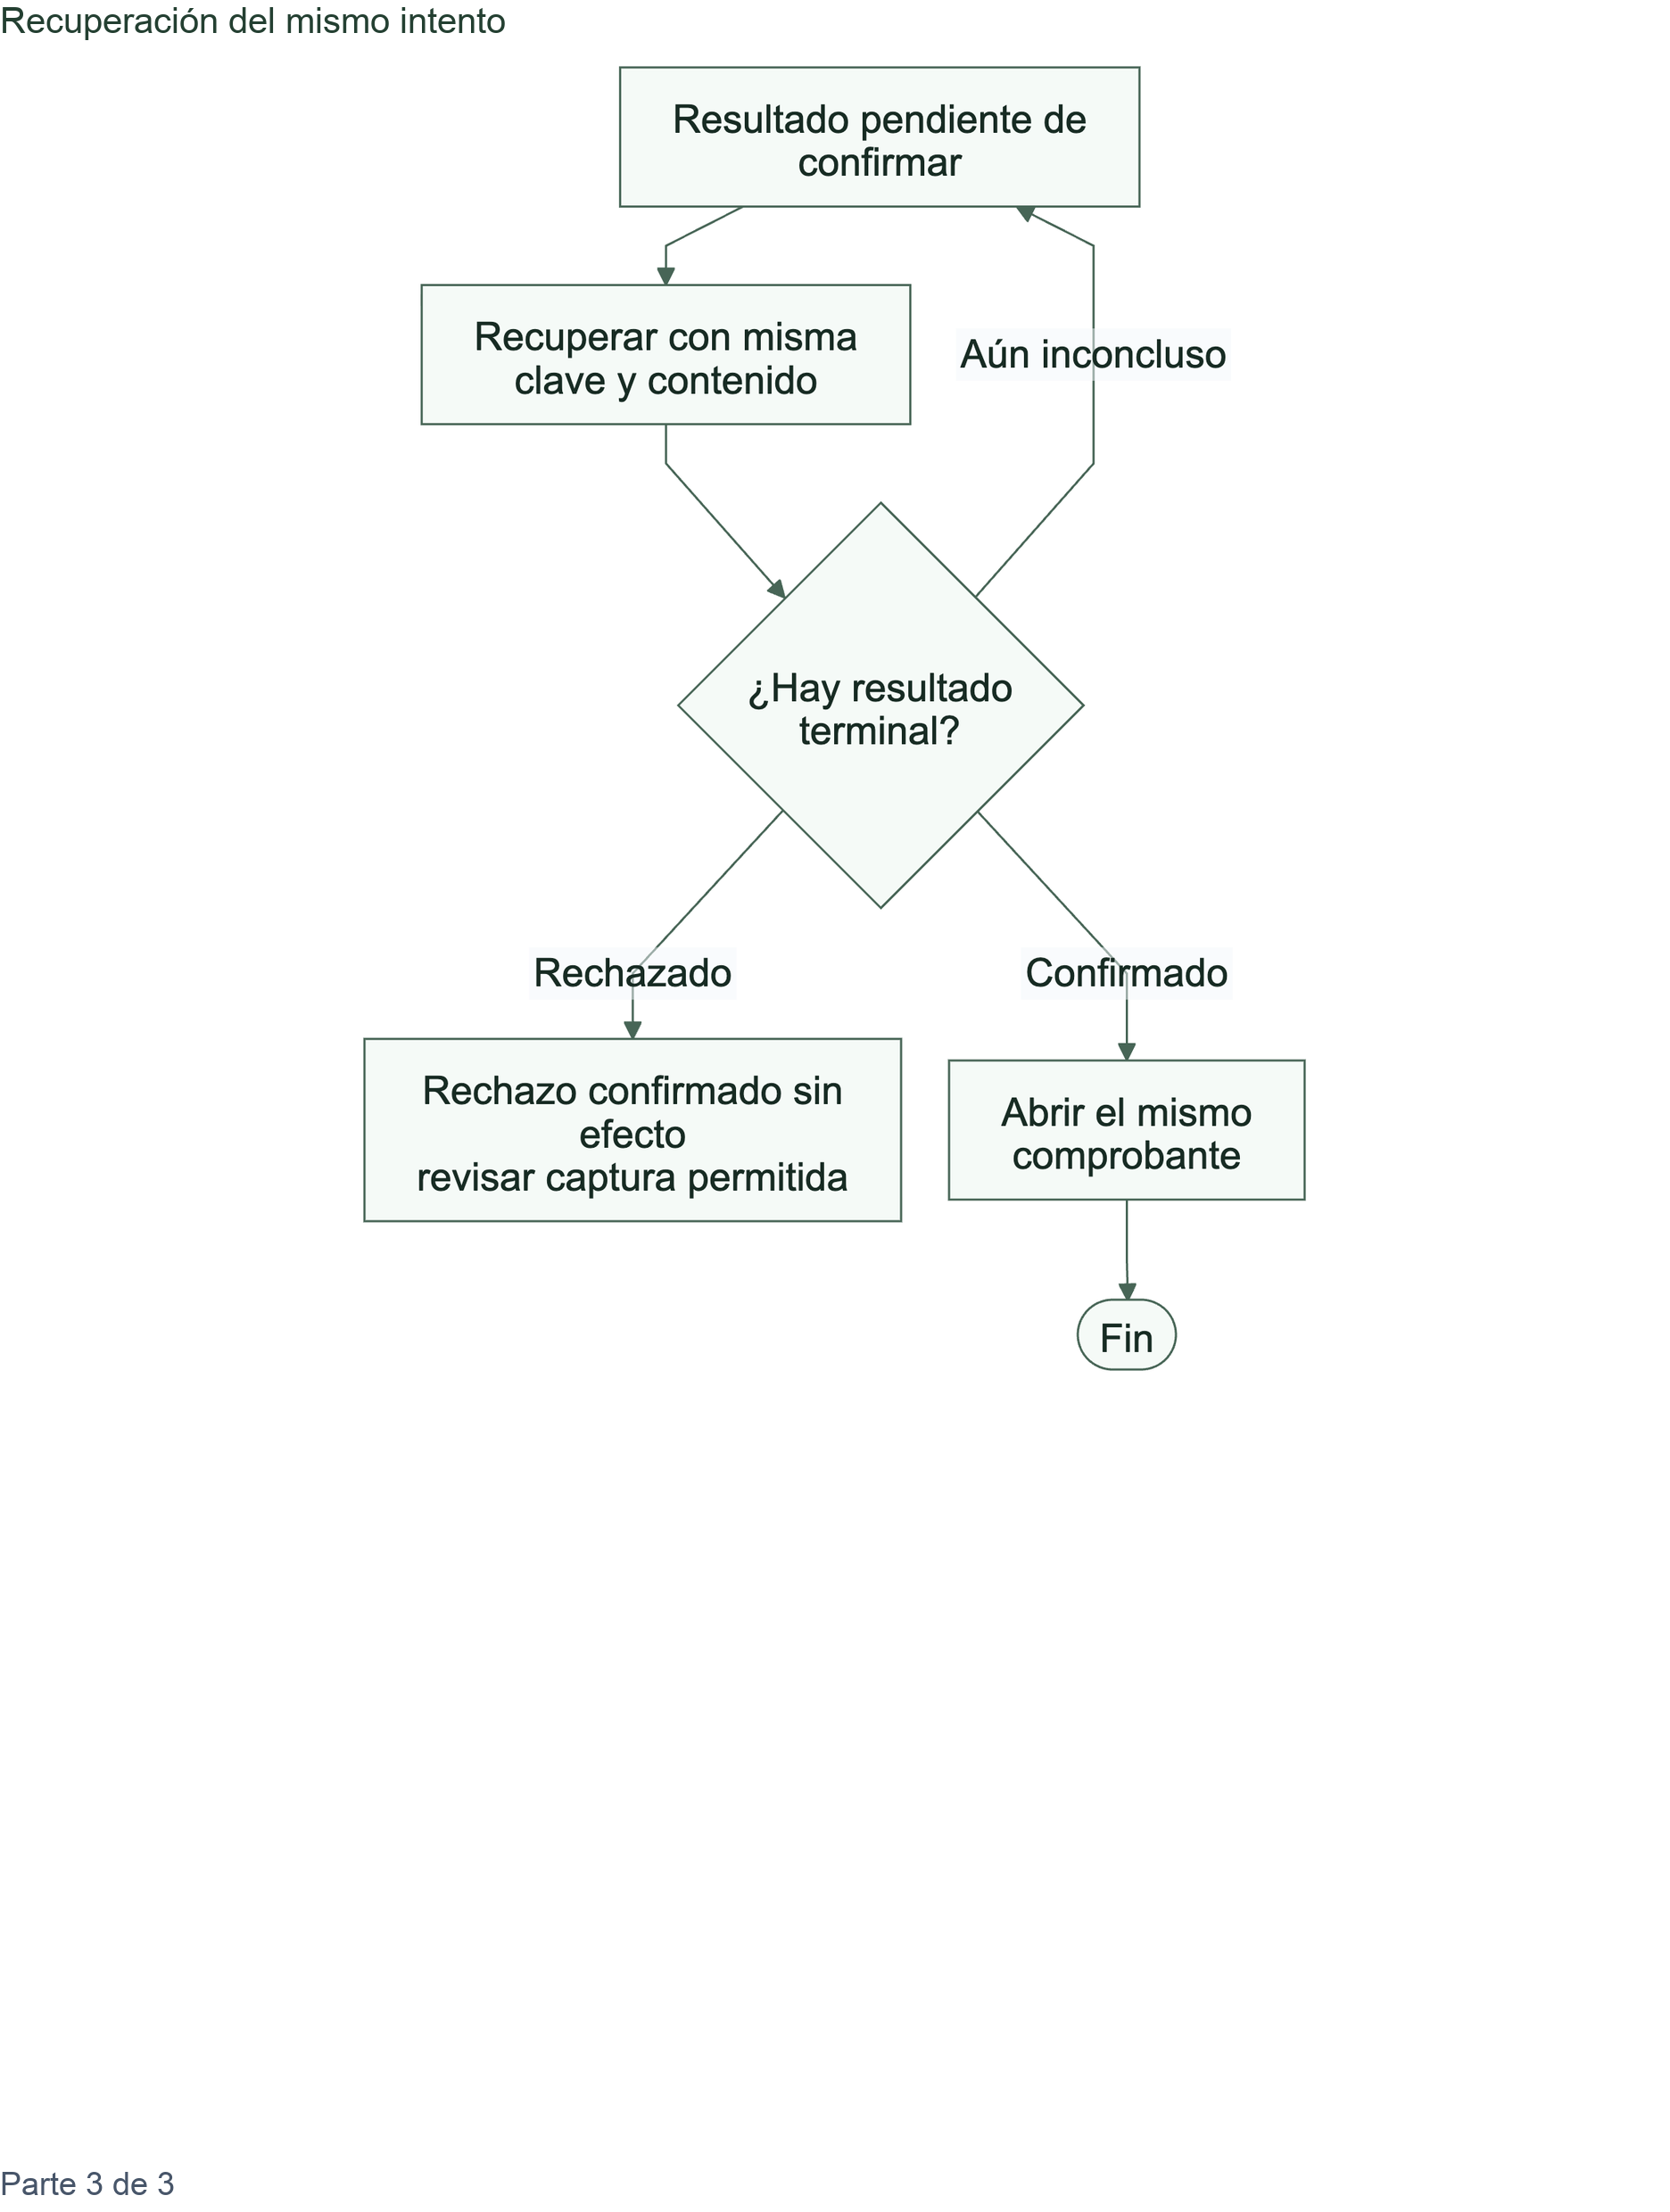 Recuperación del mismo intento
Resultado pendiente de
confirmar
Recuperar con misma
clave y contenido
Aún inconcluso
¿Hay resultado
terminal?
Rechazado
Confirmado
Rechazo confirmado sin
efecto
revisar captura permitida
Abrir el mismo
comprobante
Fin
Parte 3 de 3